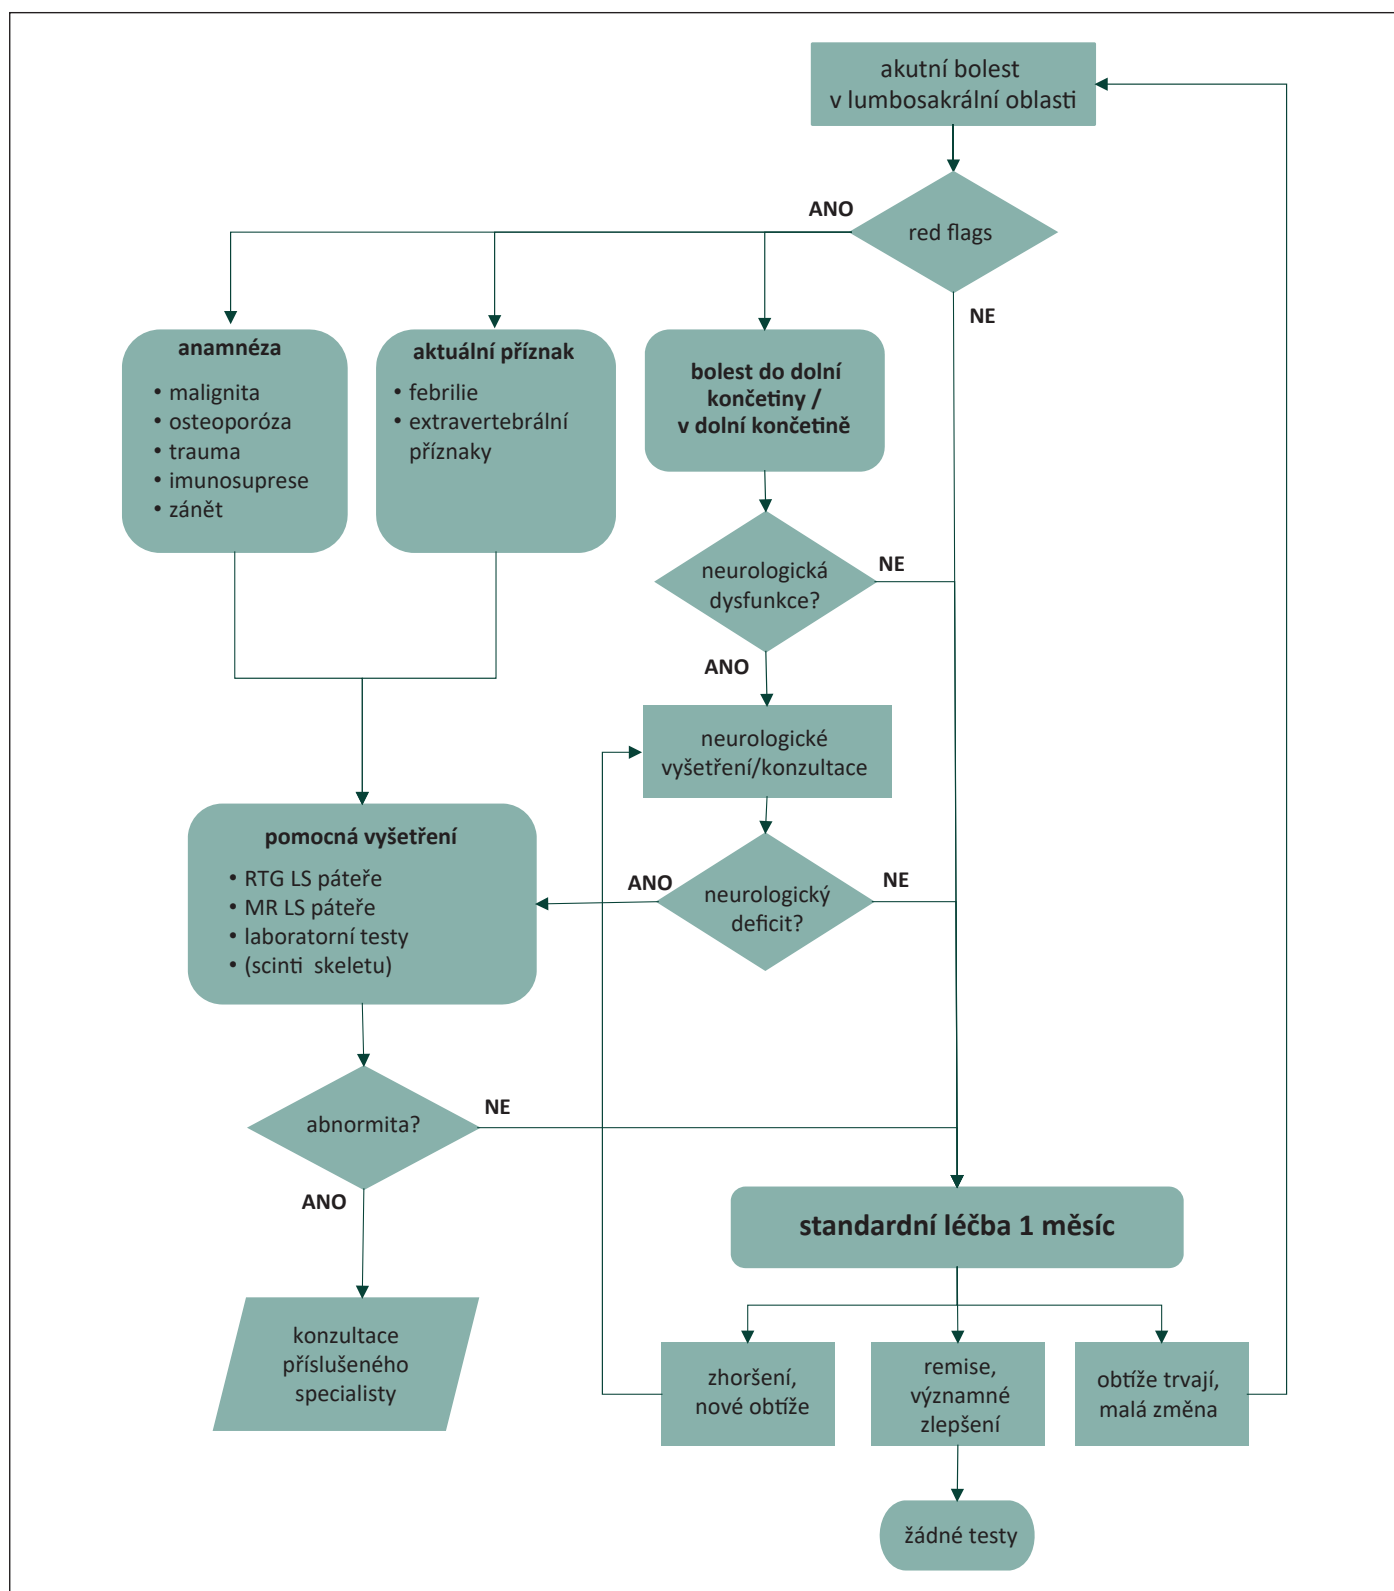 akutní bolest
v lumbosakrální oblasti
red flags
ANO
NE
anamnéza
• malignita
• osteoporóza
• trauma
• imunosuprese
• zánět
aktuální příznak
• febrilie
• extravertebrální
příznaky
bolest do dolní
končetiny /
v dolní končetině
neurologická
dysfunkce?
NE
ANO
neurologické
vyšetření/konzultace
neurologický
deficit?
ANO
NE
pomocná vyšetření
• RTG LS páteře
• MR LS páteře
• laboratorní testy
• (scinti skeletu)
abnormita?
NE
ANO
konzultace
příslušeného
specialisty
standardní léčba 1 měsíc
zhoršení,
nové obtíže
remise,
významné
zlepšení
obtíže trvají,
malá změna
žádné testy